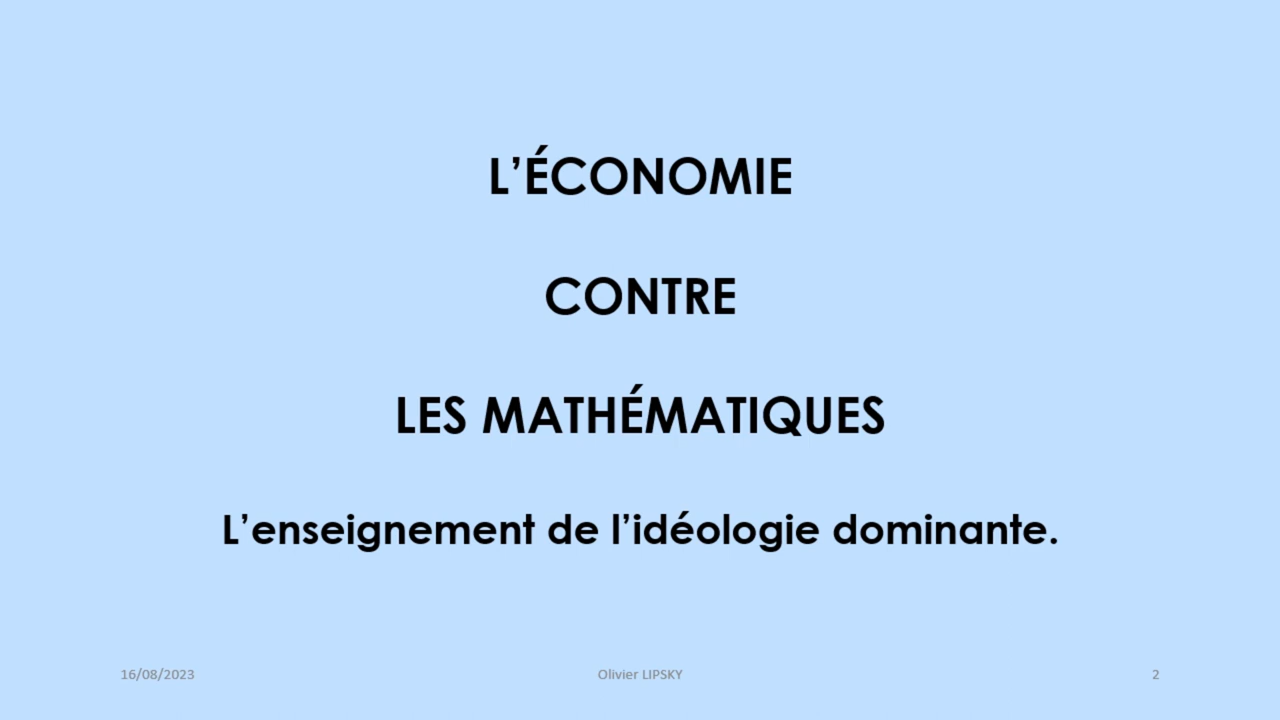 L’ÉCONOMIE
CONTRE
LES MATHÉMATIQUES
L’enseignement de l’idéologie dominante.
16/08/2023
Olivier LIPSKY
2